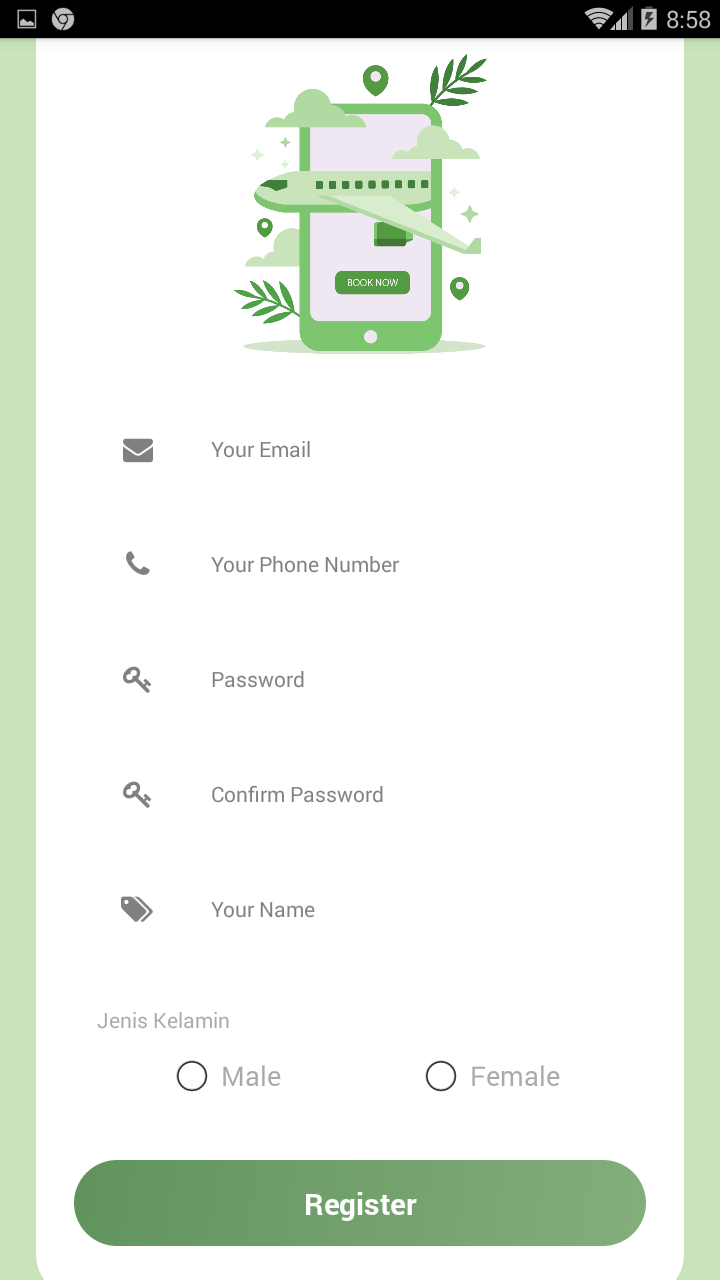 8:58
BOOK NOW
Your Email
Your Phone Number
Password
Confirm Password
Your Name
Jenis Kelamin
Male
Female
Register